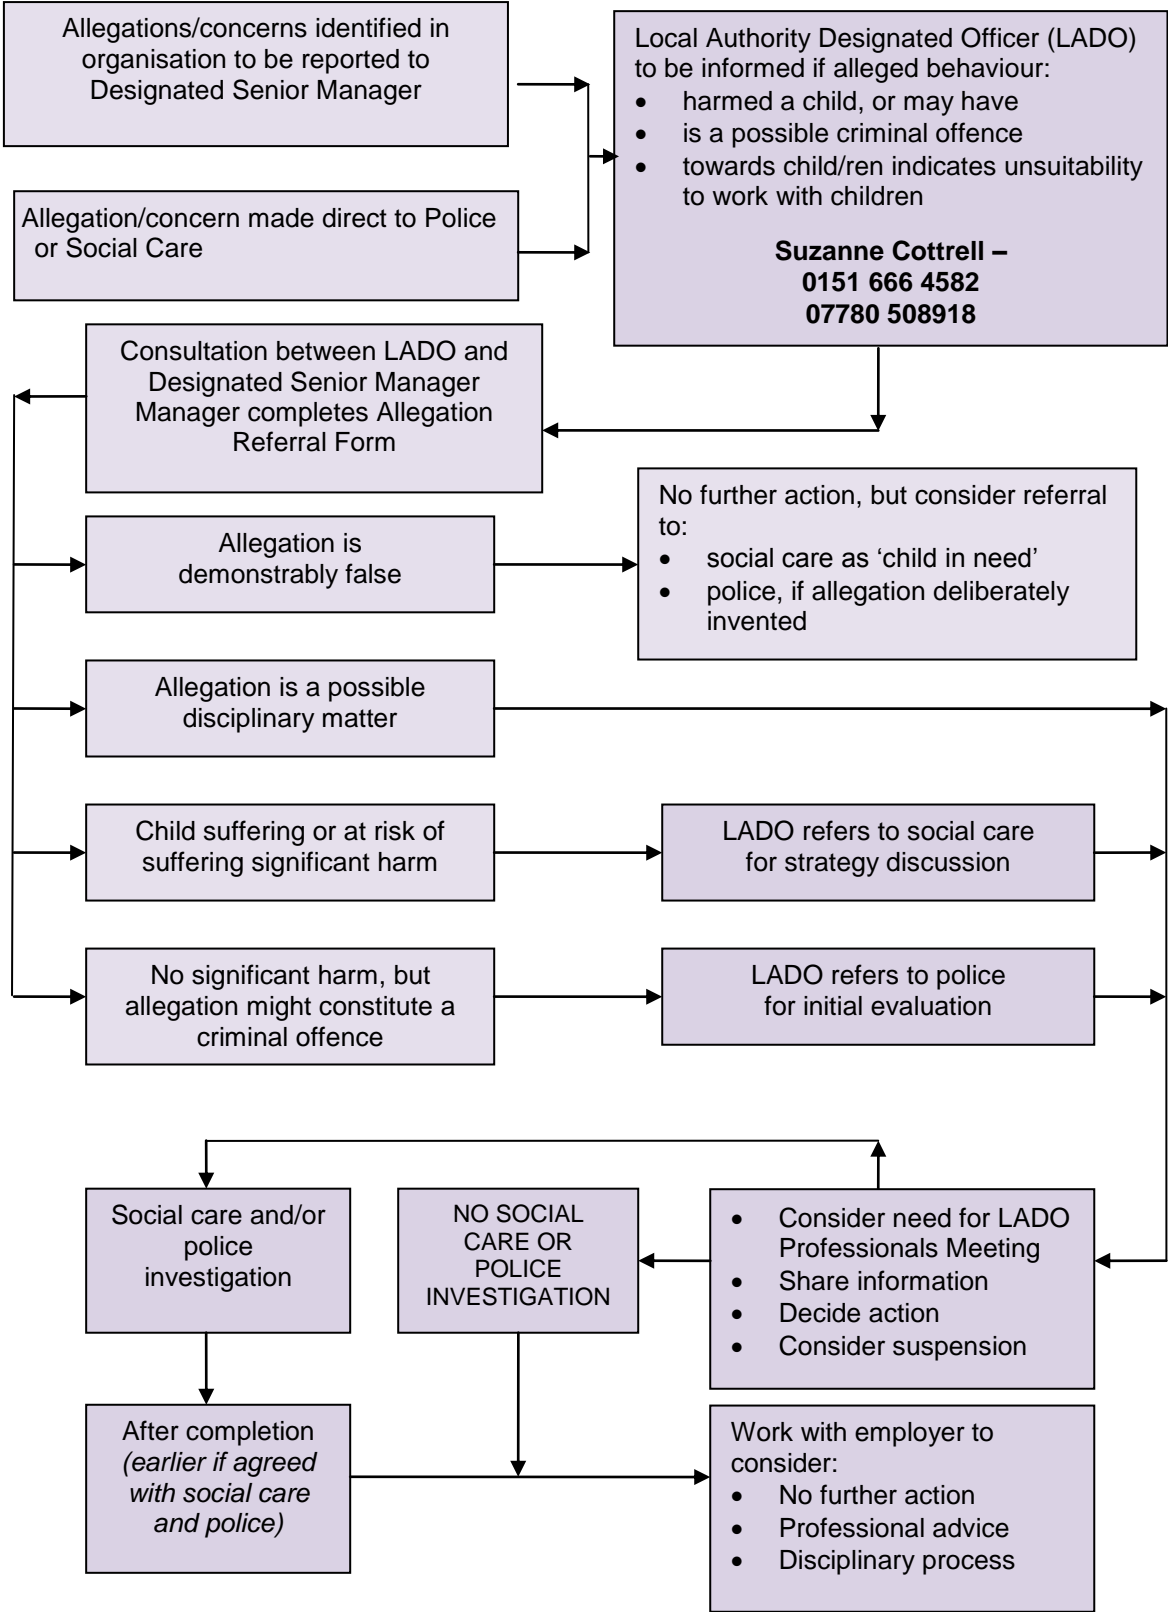 Allegations/concerns identified in
organisation to be reported to
Designated Senior Manager
Local Authority Designated Officer (LADO)
to be informed if alleged behaviour:
• harmed a child, or may have
• is a possible criminal offence
• towards child/ren indicates unsuitability
to work with children
Suzanne Cottrell –
0151 666 4582
07780 508918
Allegation/concern made direct to Police
or Social Care
Consultation between LADO and
Designated Senior Manager
Manager completes Allegation
Referral Form
Allegation is
demonstrably false
No further action, but consider referral
to:
• social care as ‘child in need’
• police, if allegation deliberately
invented
Allegation is a possible
disciplinary matter
Child suffering or at risk of
suffering significant harm
LADO refers to social care
for strategy discussion
No significant harm, but
allegation might constitute a
criminal offence
LADO refers to police
for initial evaluation
Social care and/or
police
investigation
NO SOCIAL
CARE OR
POLICE
INVESTIGATION
• Consider need for LADO
Professionals Meeting
• Share information
• Decide action
• Consider suspension
After completion
(earlier if agreed
with social care
and police)
Work with employer to
consider:
• No further action
• Professional advice
• Disciplinary process